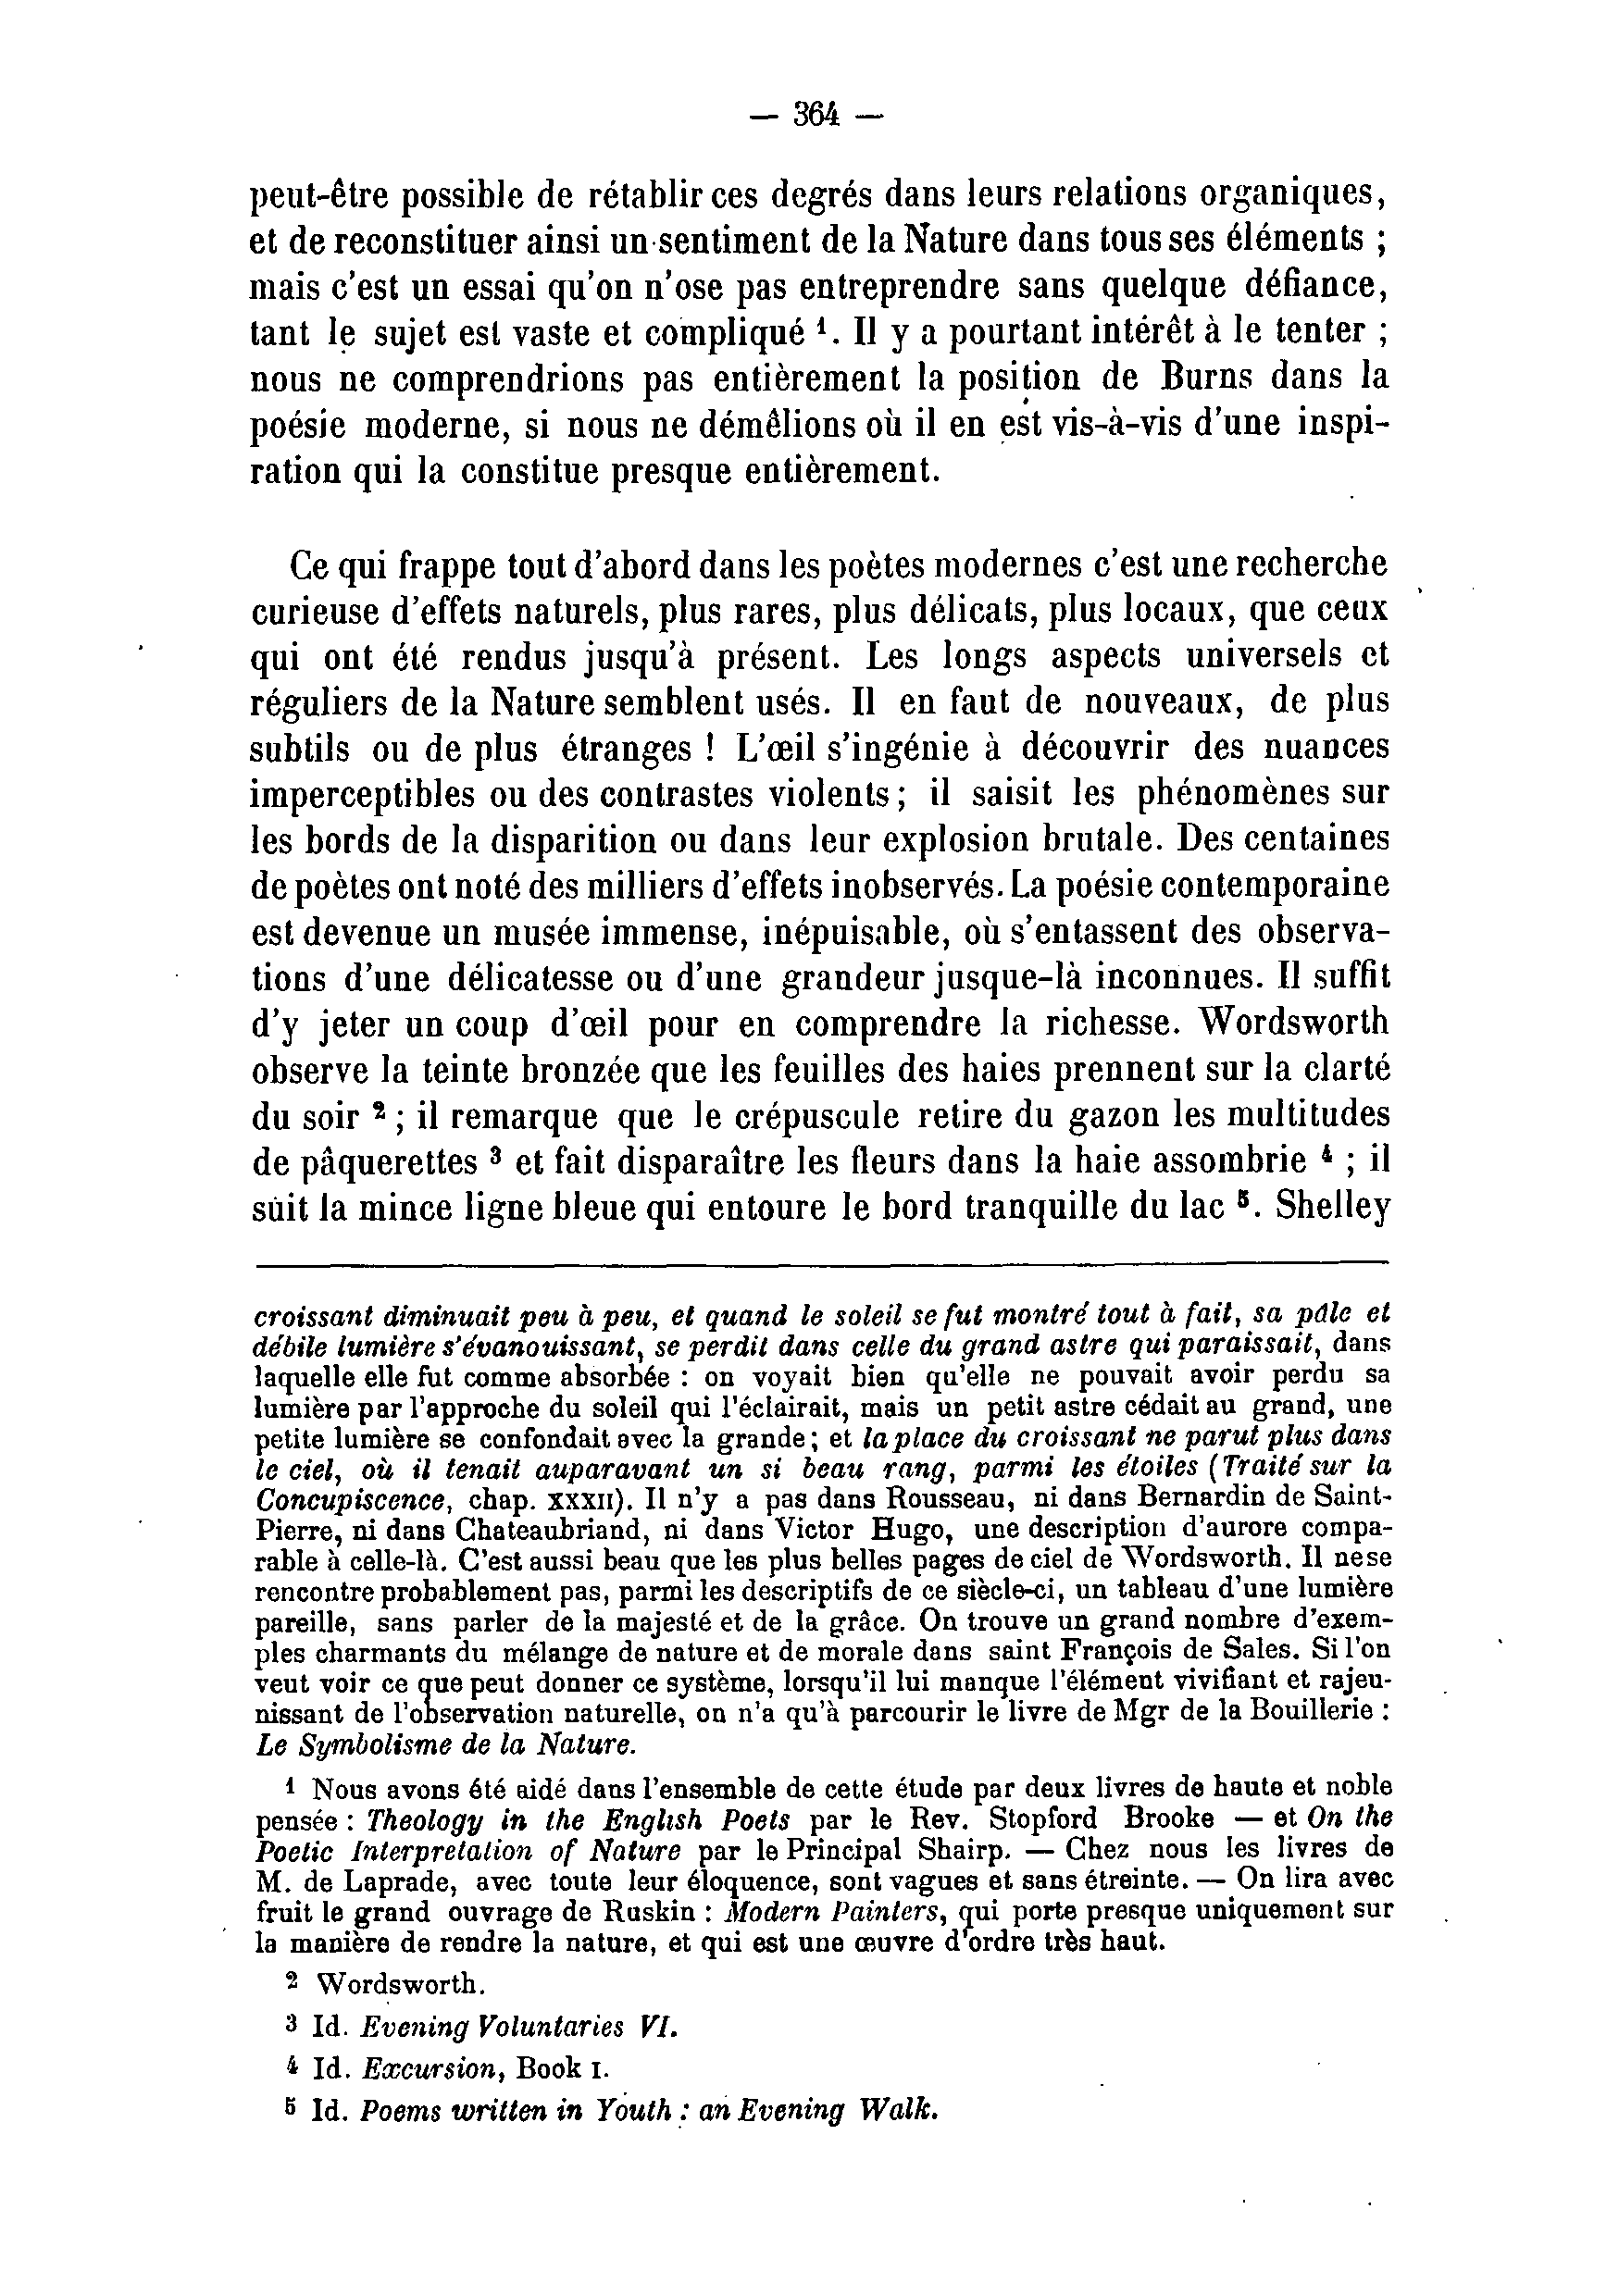 — 364 —
peut-être possible de rétablir ces degrés dans leurs relations organiques,
et de reconstituer ainsi un sentiment de la Nature dans tous ses éléments ;
mais c'est un essai qu'on n'ose pas entreprendre sans quelque défiance,
tant le sujet est vaste et compliqué ¹. Il y a pourtant intérêt à le tenter ;
nous ne comprendrions pas entièrement la position de Burns dans la
poésie moderne, si nous ne démêlions où il en est vis-à-vis d'une inspi-
ration qui la constitue presque entièrement.
Ce qui frappe tout d'abord dans les poètes modernes c'est une recherche
curieuse d'effets naturels, plus rares, plus délicats, plus locaux, que ceux
qui ont été rendus jusqu'à présent. Les longs aspects universels et
réguliers de la Nature semblent usés. Il en faut de nouveaux, de plus
subtils ou de plus étranges ! L'œil s'ingénie à découvrir des nuances
imperceptibles ou des contrastes violents ; il saisit les phénomènes sur
les bords de la disparition ou dans leur explosion brutale. Des centaines
de poètes ont noté des milliers d'effets inobservés. La poésie contemporaine
est devenue un musée immense, inépuisable, où s'entassent des observa-
tions d'une délicatesse ou d'une grandeur jusque-là inconnues. Il suffit
d'y jeter un coup d'œil pour en comprendre la richesse. Wordsworth
observe la teinte bronzée que les feuilles des haies prennent sur la clarté
du soir ² ; il remarque que le crépuscule retire du gazon les multitudes
de pâquerettes ³ et fait disparaître les fleurs dans la haie assombrie ⁴ ; il
suit la mince ligne bleue qui entoure le bord tranquille du lac ⁵. Shelley
croissant diminuait peu à peu, et quand le soleil se fut montré tout à fait, sa pâle et
débile lumière s'évanouissant, se perdit dans celle du grand astre qui paraissait, dans
laquelle elle fut comme absorbée : on voyait bien qu'elle ne pouvait avoir perdu sa
lumière par l'approche du soleil qui l'éclairait, mais un petit astre cédait au grand, une
petite lumière se confondait avec la grande ; et la place du croissant ne parut plus dans
le ciel, où il tenait auparavant un si beau rang, parmi les étoiles (Traité sur la
Concupiscence, chap. XXXII). Il n'y a pas dans Rousseau, ni dans Bernardin de Saint-
Pierre, ni dans Chateaubriand, ni dans Victor Hugo, une description d'aurore compa-
rable à celle-là. C'est aussi beau que les plus belles pages de ciel de Wordsworth. Il ne se
rencontre probablement pas, parmi les descriptifs de ce siècle-ci, un tableau d'une lumière
pareille, sans parler de la majesté et de la grâce. On trouve un grand nombre d'exem-
ples charmants du mélange de nature et de morale dans saint François de Sales. Si l'on
veut voir ce que peut donner ce système, lorsqu'il lui manque l'élément vivifiant et rajeu-
nissant de l'observation naturelle, on n'a qu'à parcourir le livre de Mgr de la Bouillerie :
Le Symbolisme de la Nature.
¹ Nous avons été aidé dans l'ensemble de cette étude par deux livres de haute et noble
pensée : Theology in the English Poets par le Rev. Stopford Brooke — et On the
Poetic Interpretation of Nature par le Principal Shairp. — Chez nous les livres de
M. de Laprade, avec toute leur éloquence, sont vagues et sans étreinte. — On lira avec
fruit le grand ouvrage de Ruskin : Modern Painters, qui porte presque uniquement sur
la manière de rendre la nature, et qui est une œuvre d'ordre très haut.
² Wordsworth.
³ Id. Evening Voluntaries VI.
⁴ Id. Excursion, Book I.
⁵ Id. Poems written in Youth : an Evening Walk.